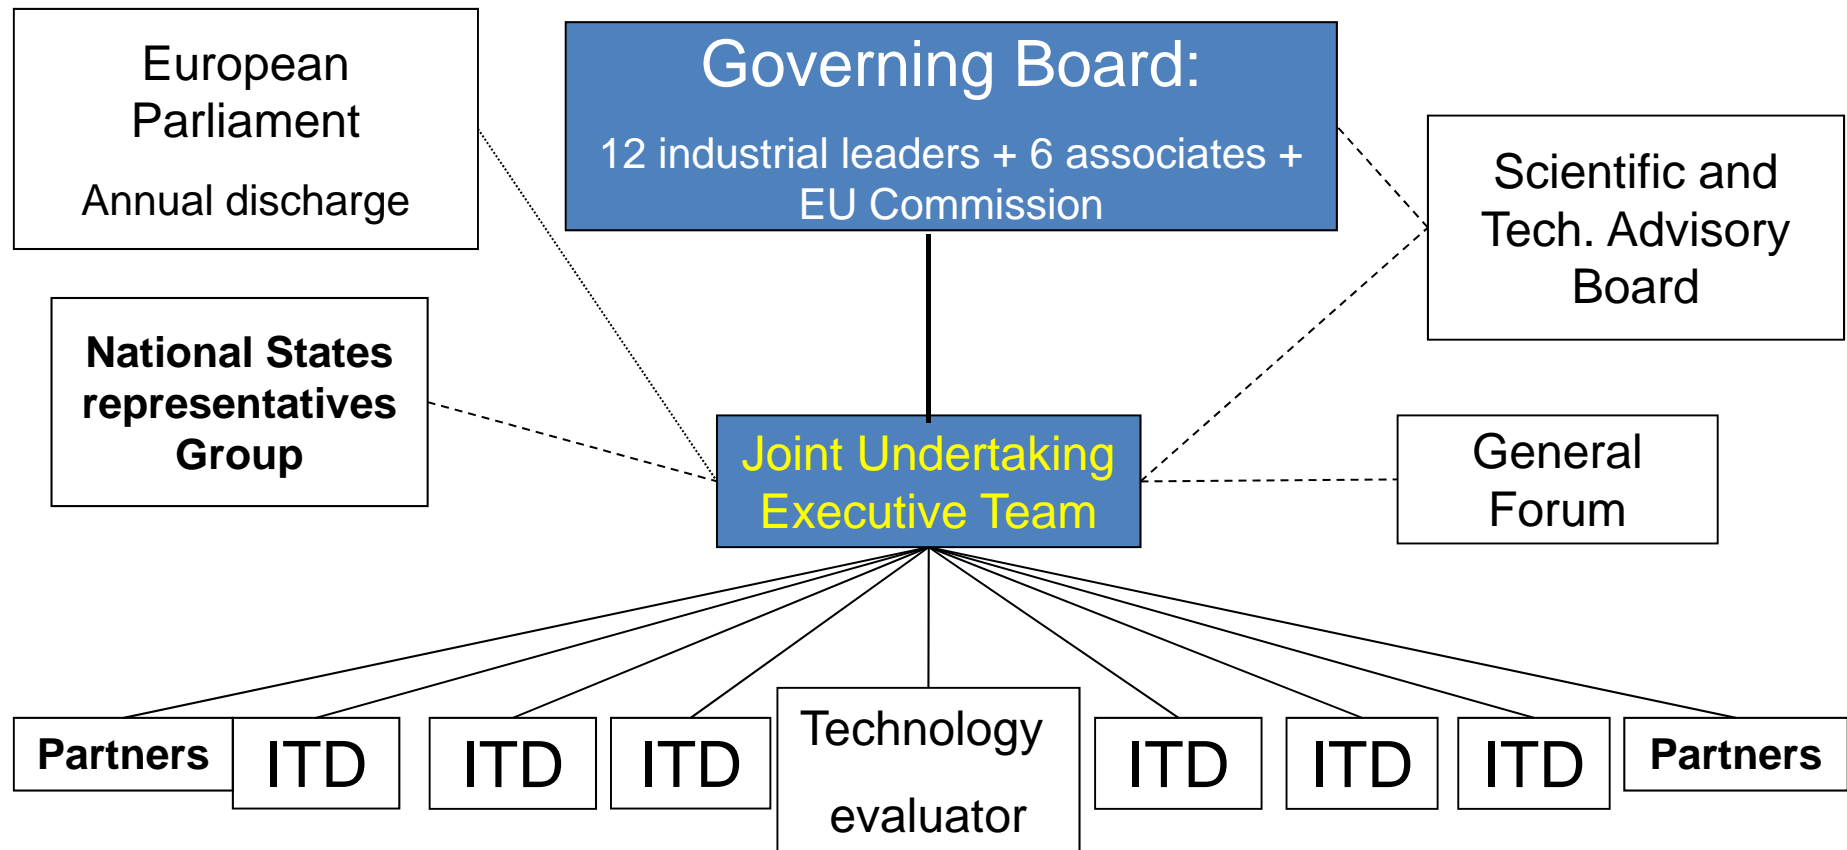 European
Parliament
Annual discharge
Governing Board:
12 industrial leaders + 6 associates +
EU Commission
Scientific and
Tech. Advisory
Board
National States
representatives
Group
Joint Undertaking
Executive Team
General
Forum
Partners
ITD
ITD
ITD
Technology
evaluator
ITD
ITD
ITD
Partners